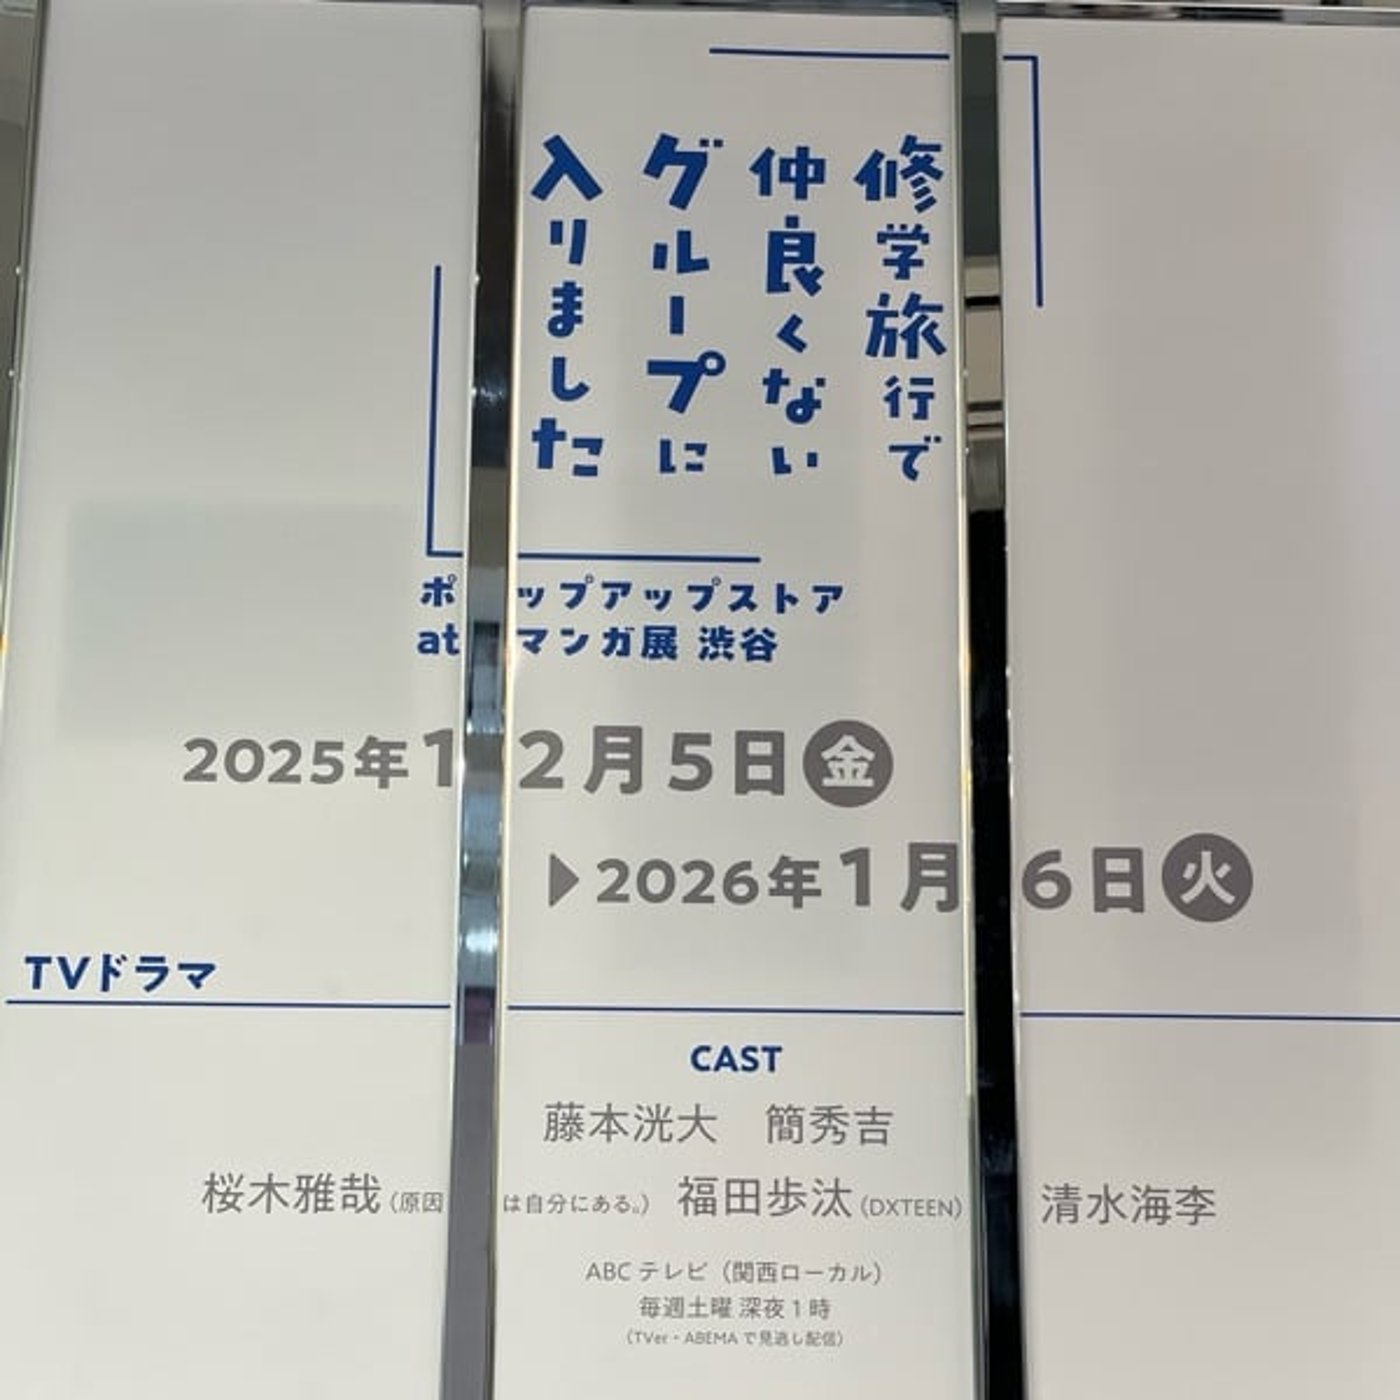 修学旅行で
仲良くない
グループに
入りました
ポップアップストア
at マンガ展 渋谷
2025年12月5日金
▶2026年1月6日火
TVドラマ
CAST
藤本洸大 簡秀吉
桜木雅哉(原因は自分にある。) 福田歩汰(DXTEEN) 清水海李
ABCテレビ(関西ローカル)
毎週土曜 深夜1時
(TVer・ABEMAで見逃し配信)